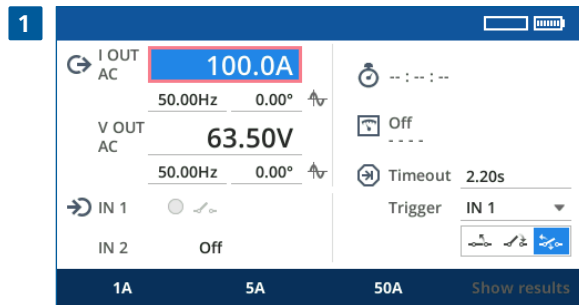 1
I OUT
AC
100.0A
50.00Hz 0.00°
V OUT
AC
63.50V
50.00Hz 0.00°
IN 1
IN 2 Off
-- : -- : --
Off
- - - -
Timeout 2.20s
Trigger IN 1
1A 5A 50A Show results